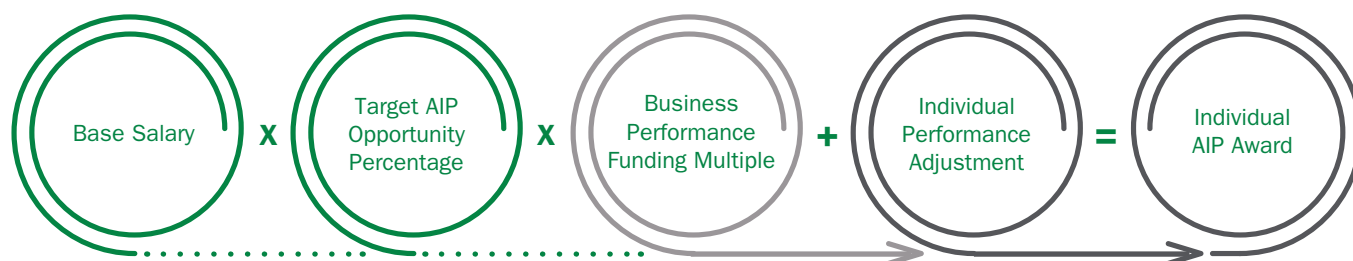 Base Salary
X
Target AIP
Opportunity
Percentage
X
Business
Performance
Funding Multiple
+
Individual
Performance
Adjustment
=
Individual
AIP Award